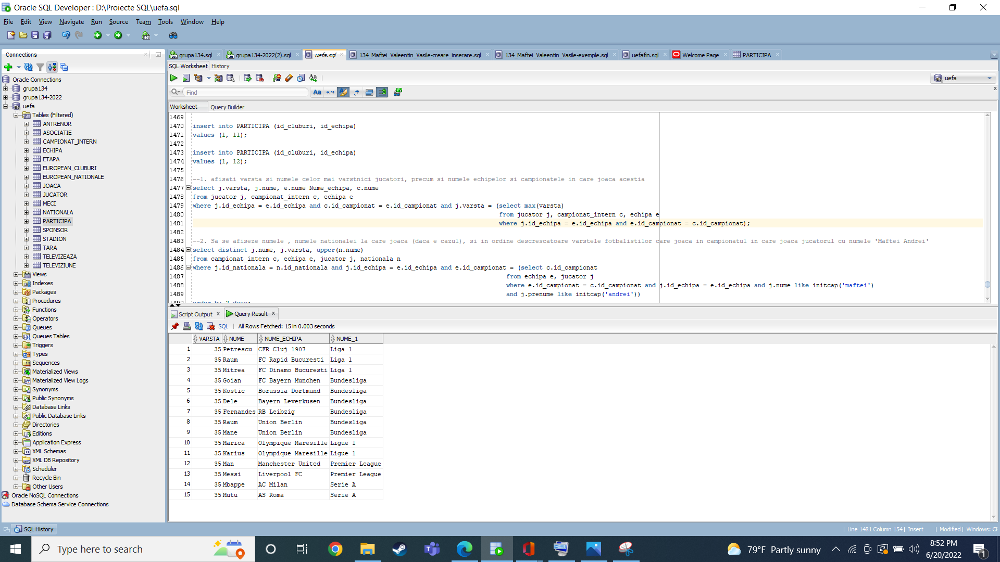 Oracle SQL Developer : D:\Proiecte SQL\uefa.sql
File Edit View Navigate Run Source Team Tools Window Help
Connections
Oracle Connections
grupa134
grupa134-2022
uefa
Tables (Filtered)
ANTRENOR
ASOCIATIE
CAMPIONAT_INTERN
ECHIPA
ETAPA
EUROPEAN_CLUBURI
EUROPEAN_NATIONALE
JOACA
JUCATOR
MECI
NATIONALA
PARTICIPA
SPONSOR
STADION
TARA
TELEVIZEAZA
TELEVIZIUNE
Views
Indexes
Packages
Procedures
Functions
Operators
Queues
Queues Tables
Triggers
Types
Sequences
Materialized Views
Materialized View Logs
Synonyms
Public Synonyms
Database Links
Public Database Links
Directories
Editions
Application Express
XML Schemas
XML DB Repository
Scheduler
Recycle Bin
Other Users
Oracle NoSQL Connections
Database Schema Service Connections
grupa134.sql grupa134-2022(2).sql uefa.sql 134_Maftei_Valeentin_Vasile-creare_inserare.sql 134_Maftei_Valeentin_Vasile-exemple.sql uefafin.sql Welcome Page PARTICIPA
SQL Worksheet History
uefa
Find
Worksheet Query Builder
1469
1470 insert into PARTICIPA (id_cluburi, id_echipa)
1471 values (1, 11);
1472
1473 insert into PARTICIPA (id_cluburi, id_echipa)
1474 values (1, 12);
1475
1476 --1. afisati varsta si numele celor mai varstnici jucatori, precum si numele echipelor si campionatele in care joaca acestia
1477 select j.varsta, j.nume, e.nume Nume_echipa, c.nume
1478 from jucator j, campionat_intern c, echipa e
1479 where j.id_echipa = e.id_echipa and c.id_campionat = e.id_campionat and j.varsta = (select max(varsta)
1480 from jucator j, campionat_intern c, echipa e
1481 where j.id_echipa = e.id_echipa and e.id_campionat = c.id_campionat);
1482
1483 --2. Sa se afiseze numele , numele nationalei la care joaca (daca e cazul), si in ordine descrescatoare varstele fotbalistilor care joaca in campionatul in care joaca jucatorul cu numele 'Maftei Andrei'
1484 select distinct j.nume, j.varsta, upper(n.nume)
1485 from campionat_intern c, echipa e, jucator j, nationala n
1486 where j.id_nationala = n.id_nationala and j.id_echipa = e.id_echipa and e.id_campionat = (select c.id_campionat
1487 from echipa e, jucator j
1488 where e.id_campionat = c.id_campionat and j.id_echipa = e.id_echipa and j.nume like initcap('maftei')
1489 and j.prenume like initcap('andrei'))
1490 order by 2 desc;
Script Output Query Result
SQL All Rows Fetched: 15 in 0.003 seconds
VARSTA NUME NUME_ECHIPA NUME_1
1 35 Petrescu CFR Cluj 1907 Liga 1
2 35 Raum FC Rapid Bucuresti Liga 1
3 35 Mitrea FC Dinamo Bucuresti Liga 1
4 35 Goian FC Bayern Munchen Bundesliga
5 35 Kostic Borussia Dortmund Bundesliga
6 35 Dele Bayern Leverkusen Bundesliga
7 35 Fernandes RB Leibzig Bundesliga
8 35 Raum Union Berlin Bundesliga
9 35 Mane Union Berlin Bundesliga
10 35 Marica Olympique Maresille Ligue 1
11 35 Karius Olympique Maresille Ligue 1
12 35 Man Manchester United Premier League
13 35 Messi Liverpool FC Premier League
14 35 Mbappe AC Milan Serie A
15 35 Mutu AS Roma Serie A
SQL History
Line 1481 Column 154 Insert Modified Windows: CF
Type here to search
79°F Partly sunny
8:52 PM
6/20/2022
1